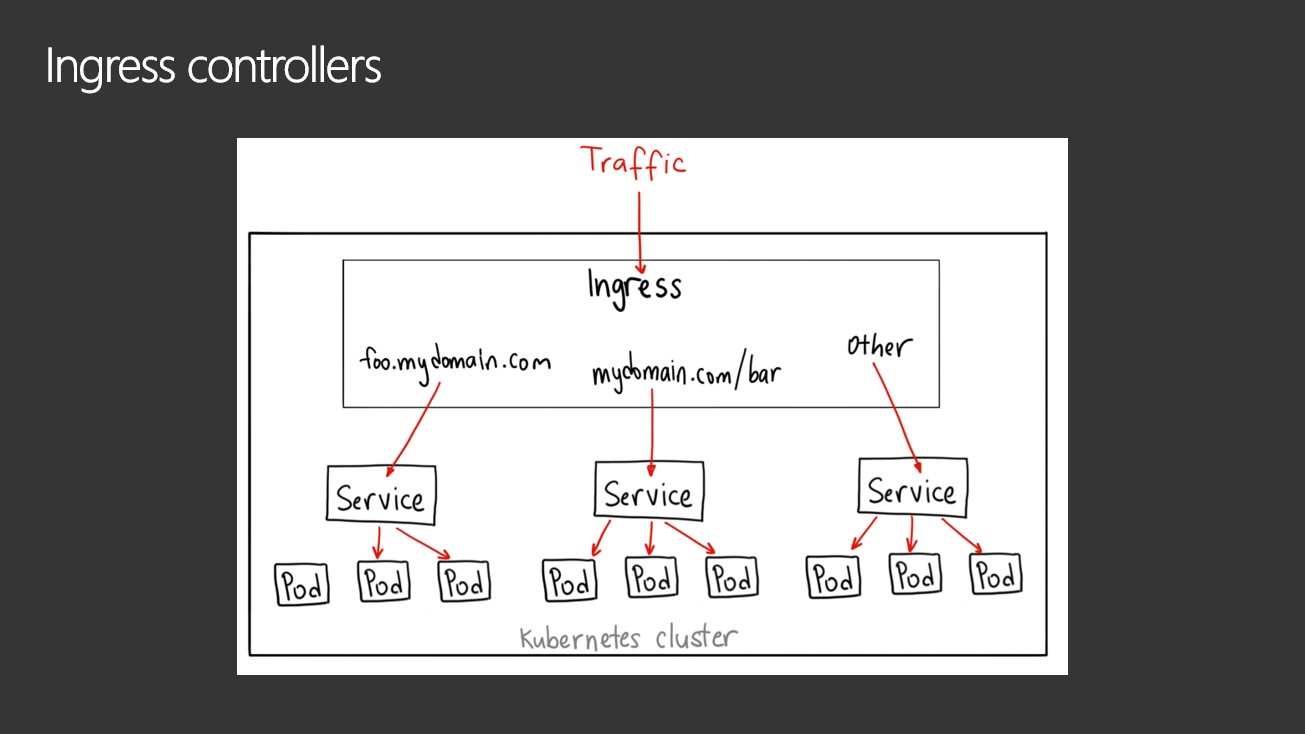 Ingress controllers
Traffic
Ingress
foo.mydomain.com
mydomain.com/bar
Other
Service
Service
Service
Pod
Pod
Pod
Pod
Pod
Pod
Pod
Pod
Pod
Kubernetes cluster